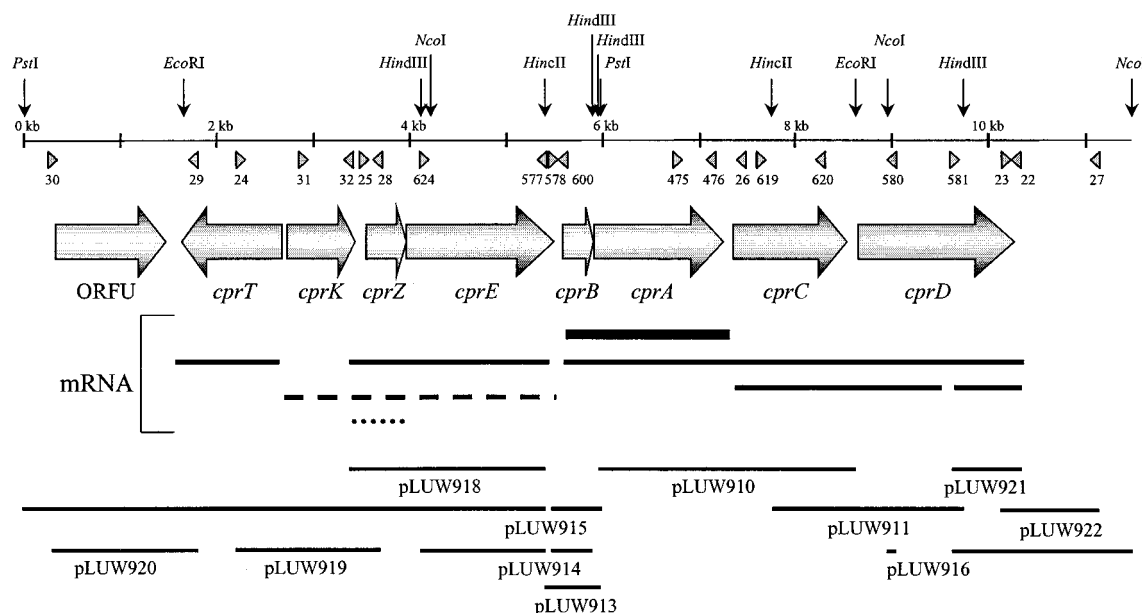 HindIII
NcoI HindIII NcoI
PstI EcoRI HindIII HincII PstI HincII EcoRI HindIII Nco
0 kb 2 kb 4 kb 6 kb 8 kb 10 kb
30 29 24 31 32 25 28 624 577 578 600 475 476 26 619 620 580 581 23 22 27
ORFU cprT cprK cprZ cprE cprB cprA cprC cprD
mRNA
pLUW918 pLUW910 pLUW921
pLUW915 pLUW911 pLUW922
pLUW920 pLUW919 pLUW914 pLUW916
pLUW913